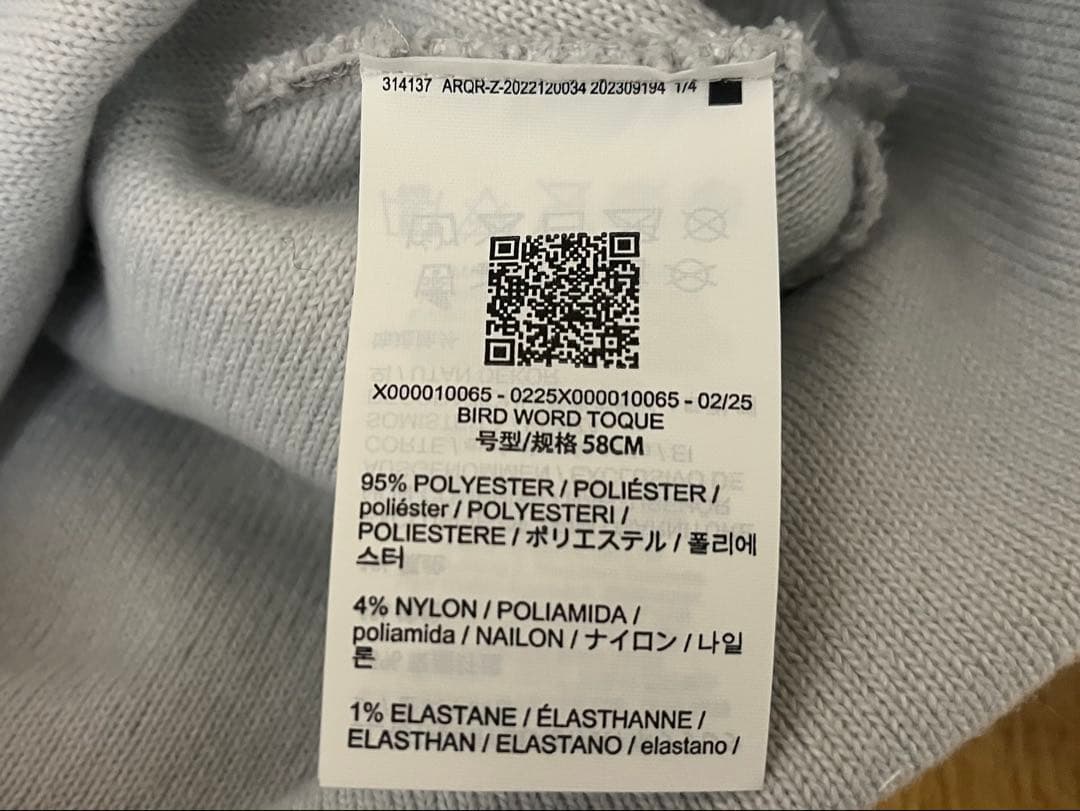 314137 ARQR-Z-2022120034 202309194 1/4
X000010065 - 0225X000010065 - 02/25
BIRD WORD TOQUE
号型/规格 58CM
95% POLYESTER / POLIÉSTER /
poliéster / POLYESTERI /
POLIESTERE / ポリエステル / 폴리에
스터
4% NYLON / POLIAMIDA /
poliamida / NAILON / ナイロン / 나일
론
1% ELASTANE / ÉLASTHANNE /
ELASTHAN / ELASTANO / elastano /